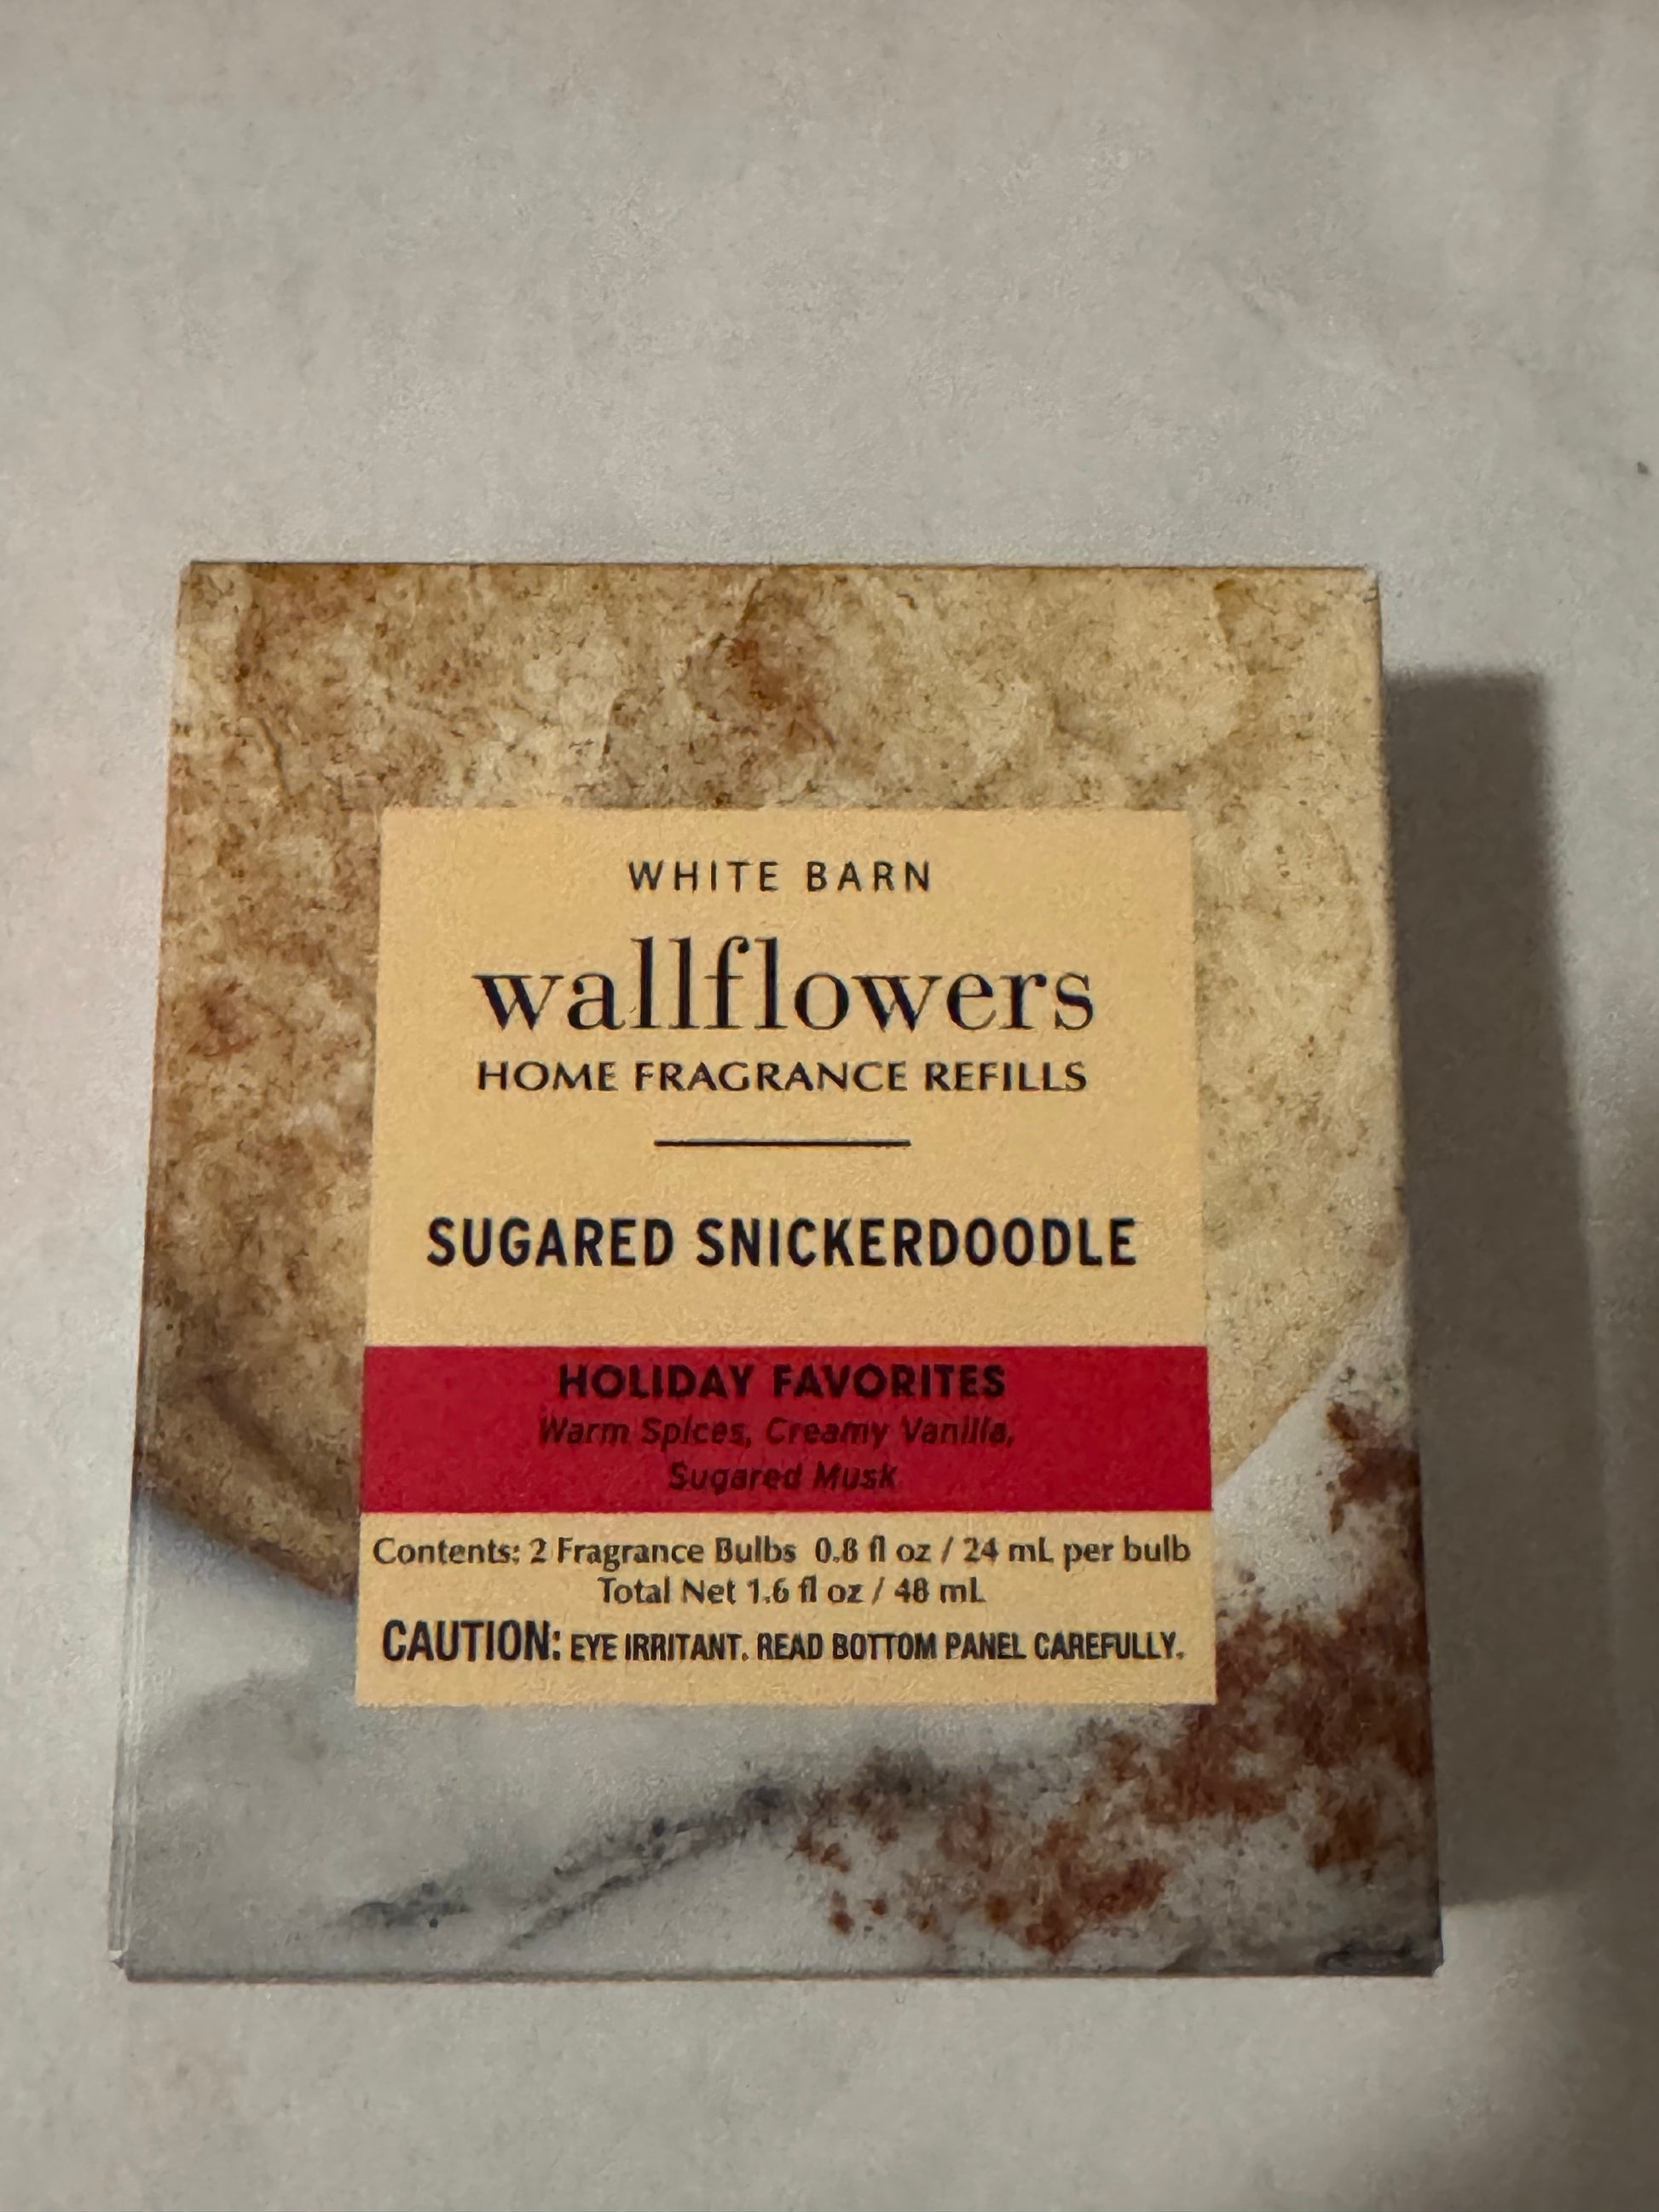 WHITE BARN
wallflowers
HOME FRAGRANCE REFILLS
SUGARED SNICKERDOODLE
HOLIDAY FAVORITES
Warm Spices, Creamy Vanilla,
Sugared Musk
Contents: 2 Fragrance Bulbs 0.8 fl oz / 24 mL per bulb
Total Net 1.6 fl oz / 48 mL
CAUTION: EYE IRRITANT. READ BOTTOM PANEL CAREFULLY.